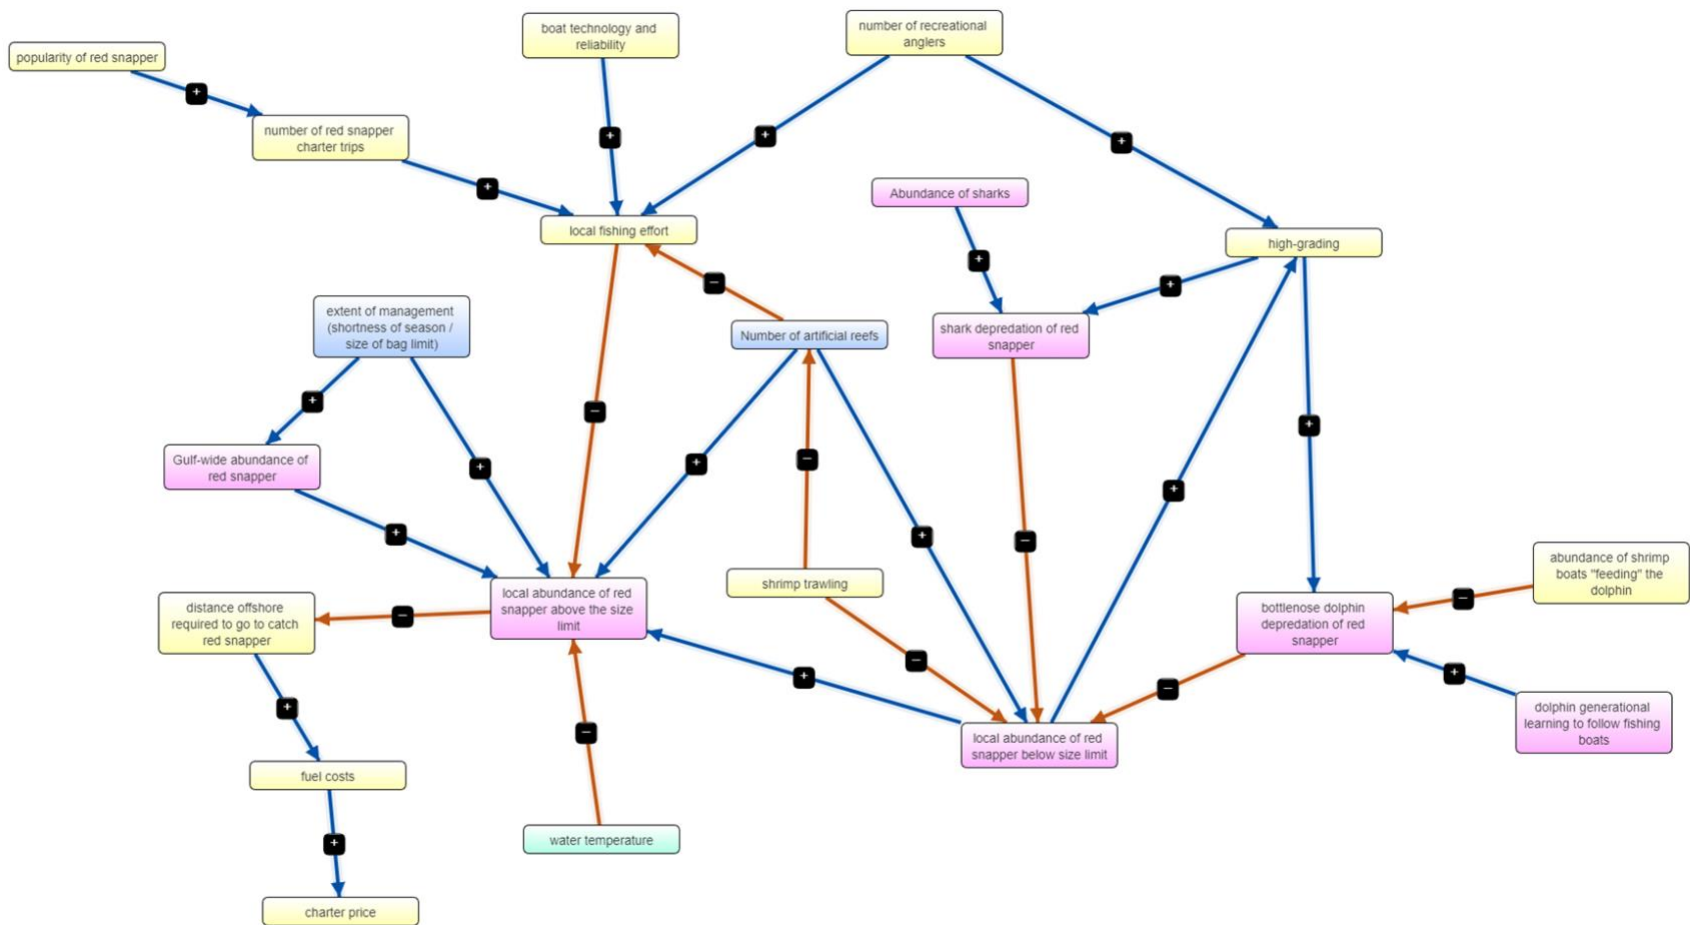 popularity of red snapper
boat technology and
reliability
number of recreational
anglers
+
number of red snapper
charter trips
+
+
+
+
Abundance of sharks
local fishing effort
high-grading
+
−
+
extent of management
(shortness of season /
size of bag limit)
Number of artificial reefs
shark depredation of red
snapper
+
−
+
Gulf-wide abundance of
red snapper
+
+
−
+
+
+
−
abundance of shrimp
boats "feeding" the
dolphin
shrimp trawling
−
local abundance of red
snapper above the size
limit
distance offshore
required to go to catch
red snapper
−
bottlenose dolphin
depredation of red
snapper
−
+
+
−
dolphin generational
learning to follow fishing
boats
+
−
local abundance of red
snapper below size limit
fuel costs
+
water temperature
charter price